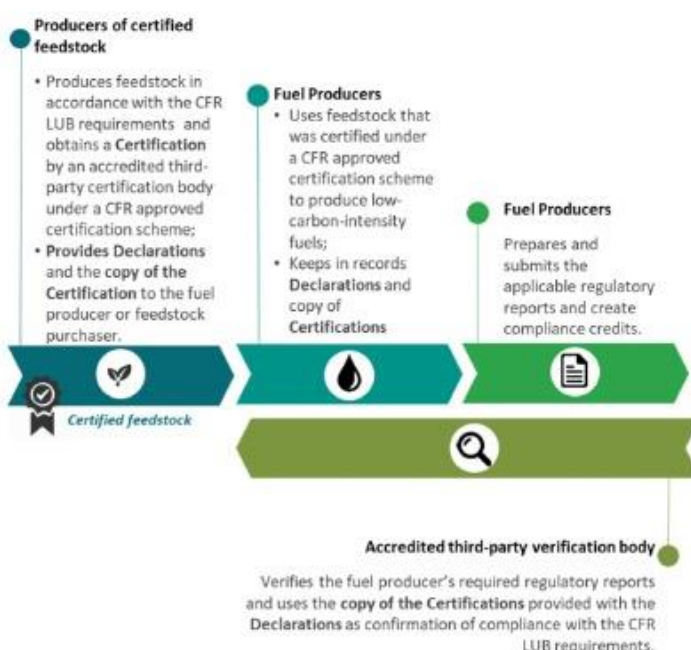 Producers of certified
feedstock
• Produces feedstock in
accordance with the CFR
LUB requirements and
obtains a Certification
by an accredited third-
party certification body
under a CFR approved
certification scheme;
• Provides Declarations
and the copy of the
Certification to the fuel
producer or feedstock
purchaser.
Fuel Producers
• Uses feedstock that
was certified under
a CFR approved
certification scheme
to produce low-
carbon-intensity
fuels;
• Keeps in records
Declarations and
copy of
Certifications
Fuel Producers
Prepares and
submits the
applicable regulatory
reports and create
compliance credits.
Certified feedstock
Accredited third-party verification body
Verifies the fuel producer's required regulatory reports
and uses the copy of the Certifications provided with the
Declarations as confirmation of compliance with the CFR
LUB requirements.